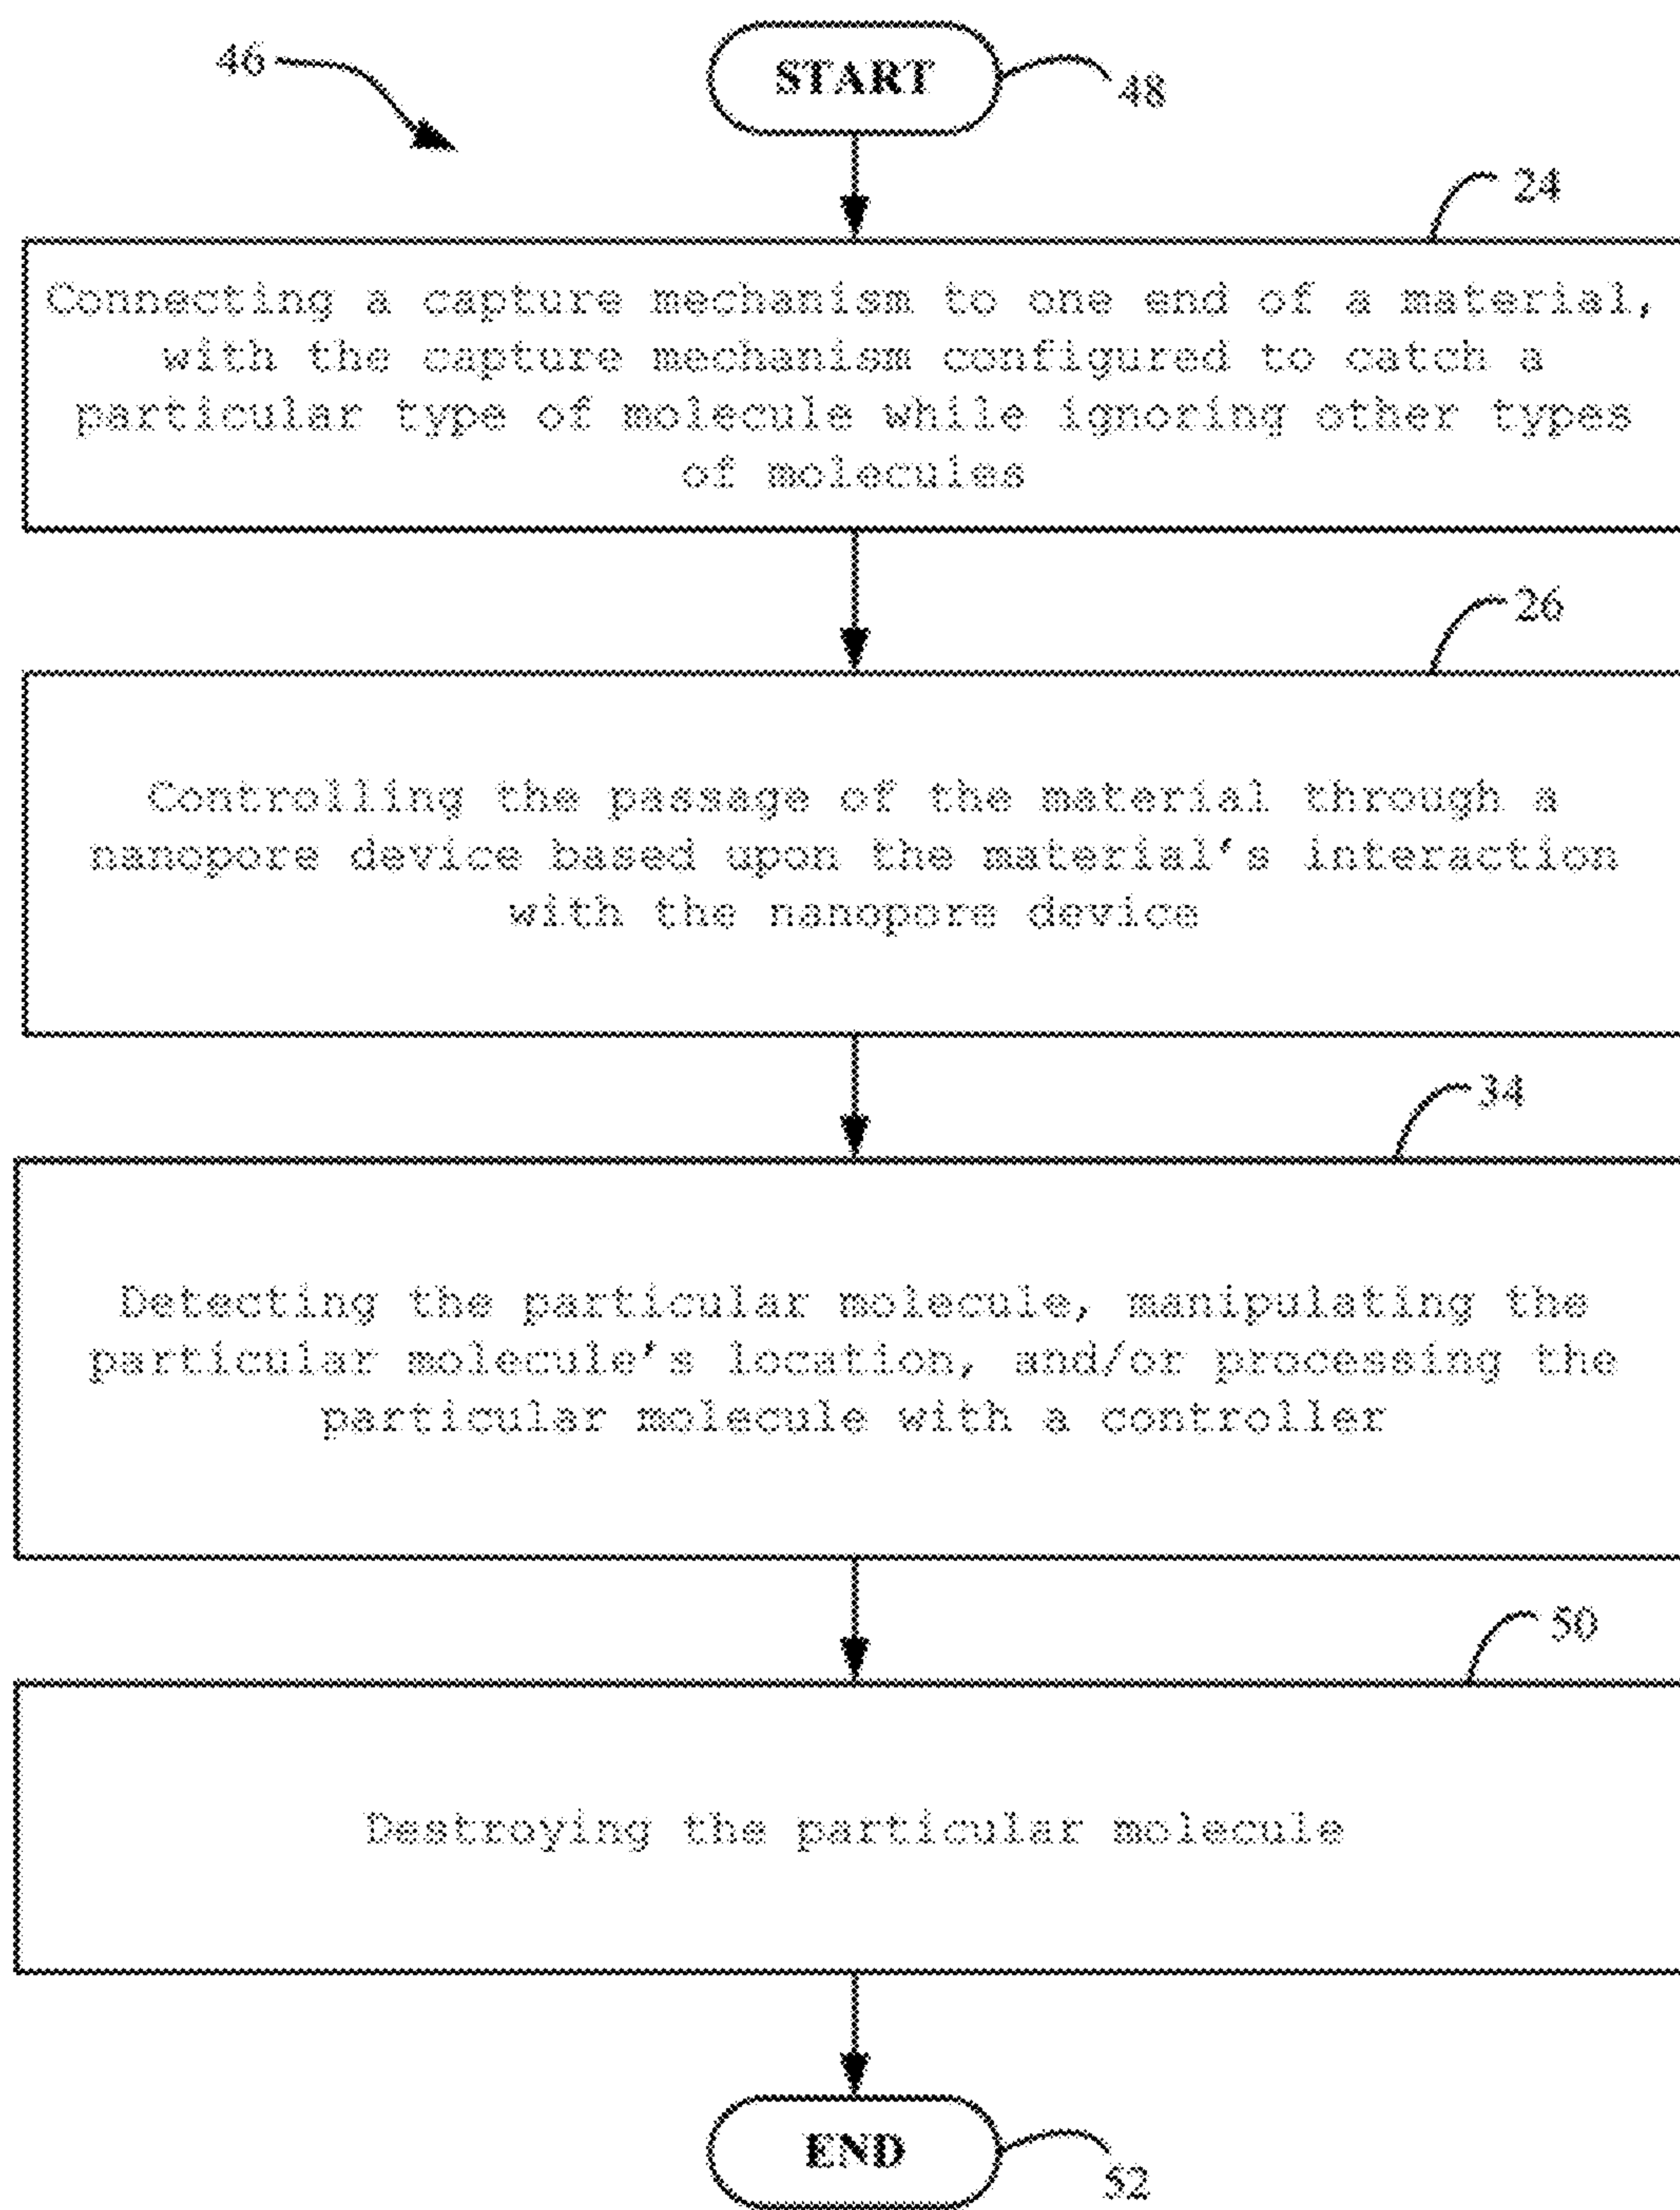 46
START
48
24
Connecting a capture mechanism to one end of a material,
with the capture mechanism configured to catch a
particular type of molecule while ignoring other types
of molecules
26
Controlling the passage of the material through a
nanopore device based upon the material's interaction
with the nanopore device
34
Detecting the particular molecule, manipulating the
particular molecule's location, and/or processing the
particular molecule with a controller
50
Destroying the particular molecule
END
52